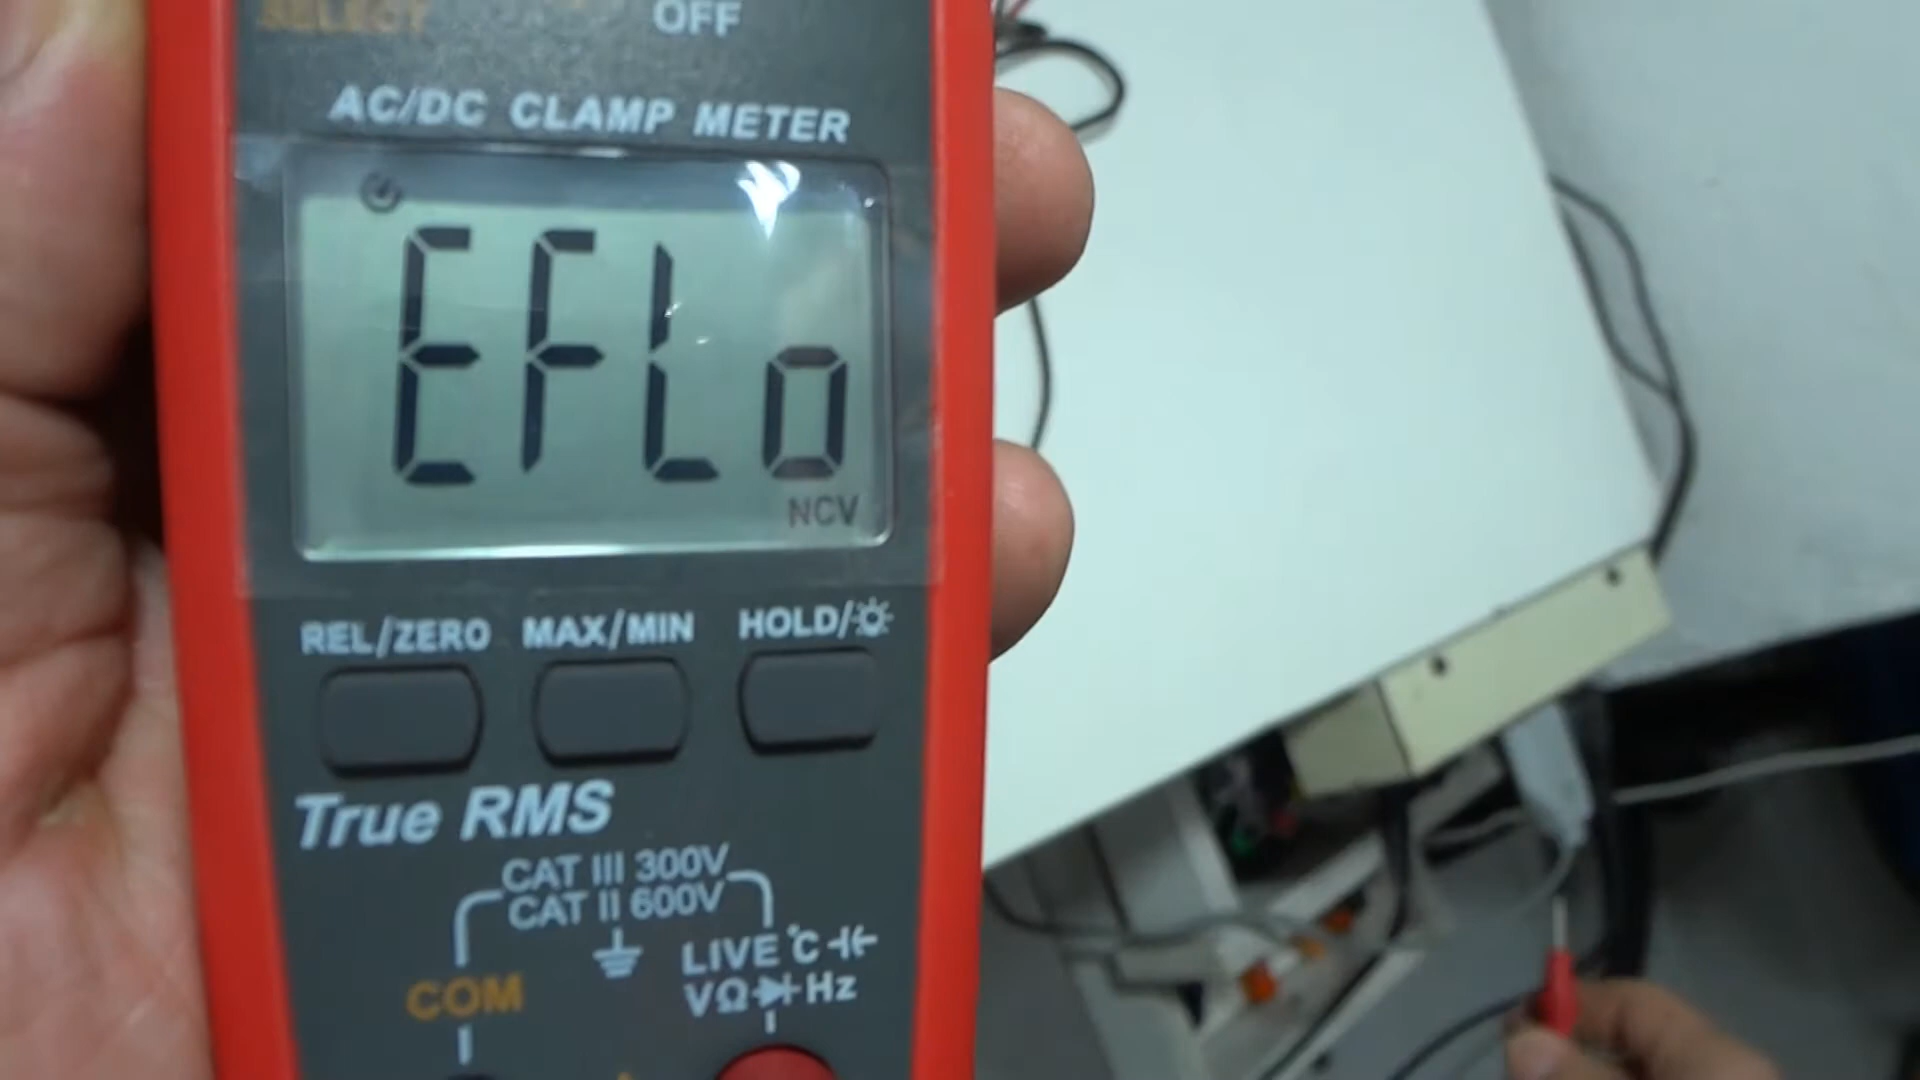 SELECT
OFF
AC/DC CLAMP METER
EFLo
NCV
REL/ZERO MAX/MIN HOLD/
True RMS
CAT III 300V
CAT II 600V
LIVE °C
COM
VΩ Hz